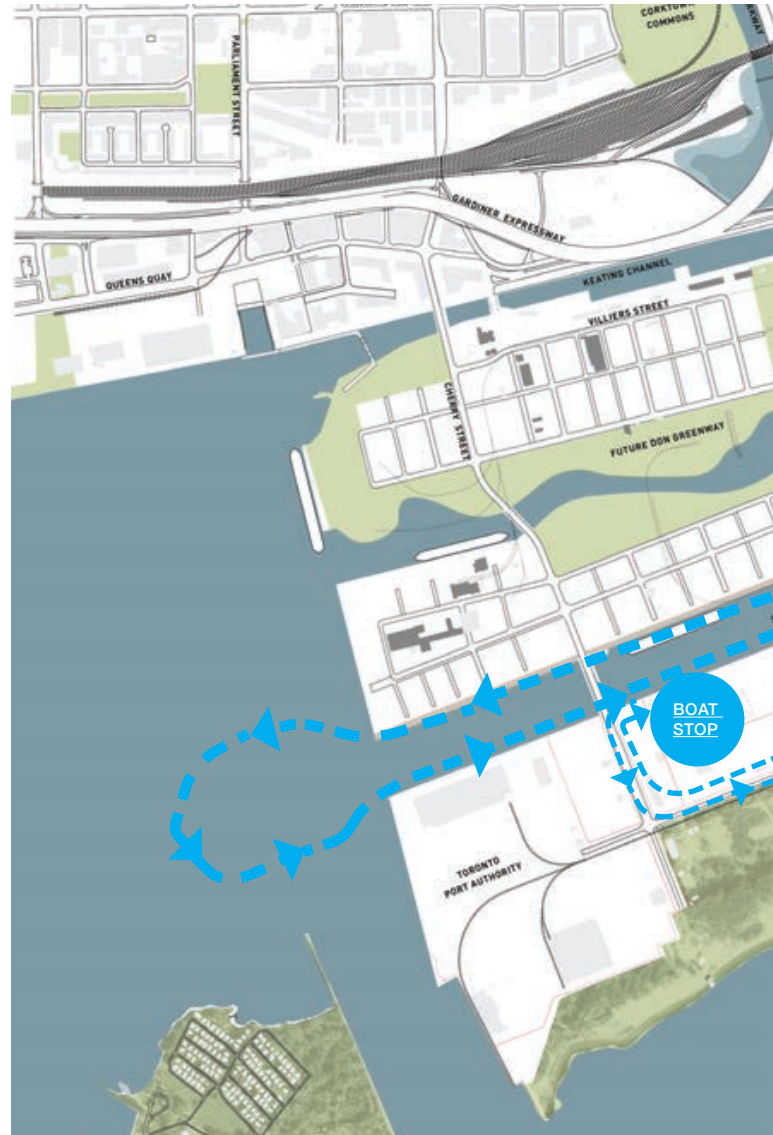 CORKTOWN
COMMONS
PARLIAMENT STREET
GARDINER EXPRESSWAY
QUEENS QUAY
KEATING CHANNEL
VILLIERS STREET
CHERRY STREET
FUTURE DON GREENWAY
BOAT
STOP
TORONTO
PORT AUTHORITY